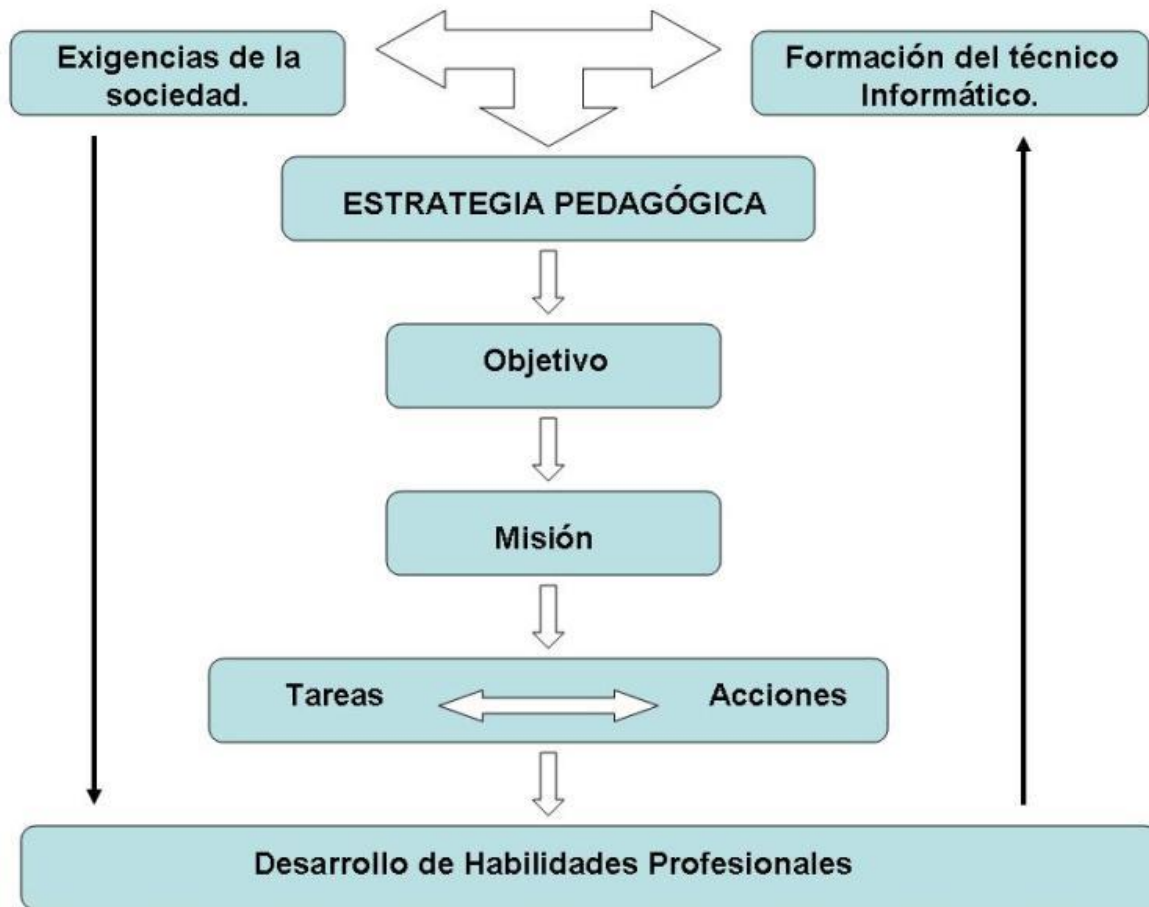 Exigencias de la
sociedad.
Formación del técnico
Informático.
ESTRATEGIA PEDAGÓGICA
Objetivo
Misión
Tareas
Acciones
Desarrollo de Habilidades Profesionales